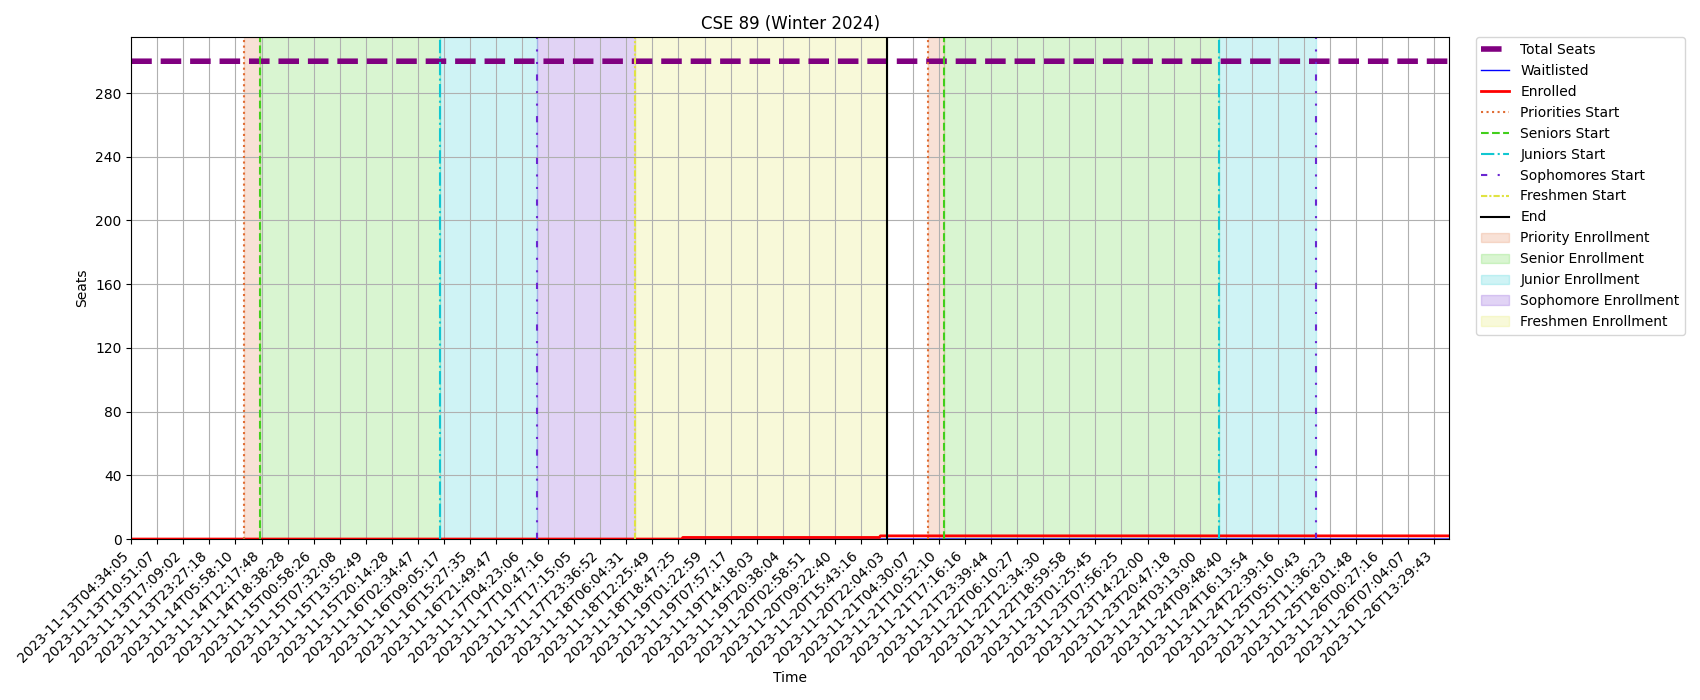 CSE 89 (Winter 2024)
Seats
280
240
200
160
120
80
40
0
2023-11-13T04:34:05
2023-11-13T10:51:07
2023-11-13T17:09:02
2023-11-13T23:27:18
2023-11-14T05:58:10
2023-11-14T12:17:48
2023-11-14T18:38:28
2023-11-15T00:58:26
2023-11-15T07:32:08
2023-11-15T13:52:49
2023-11-15T20:14:28
2023-11-16T02:34:47
2023-11-16T09:05:17
2023-11-16T15:27:35
2023-11-16T21:49:47
2023-11-17T04:23:06
2023-11-17T10:47:16
2023-11-17T17:15:05
2023-11-17T23:36:52
2023-11-18T06:04:31
2023-11-18T12:25:49
2023-11-18T18:47:25
2023-11-19T01:22:59
2023-11-19T07:57:17
2023-11-19T14:18:03
2023-11-19T20:38:04
2023-11-20T02:58:51
2023-11-20T09:22:40
2023-11-20T15:43:16
2023-11-20T22:04:03
2023-11-21T04:30:07
2023-11-21T10:52:10
2023-11-21T17:16:16
2023-11-21T23:39:44
2023-11-22T06:10:27
2023-11-22T12:34:30
2023-11-22T18:59:58
2023-11-23T01:25:45
2023-11-23T07:56:25
2023-11-23T14:22:00
2023-11-23T20:47:18
2023-11-24T03:13:00
2023-11-24T09:48:40
2023-11-24T16:13:54
2023-11-24T22:39:16
2023-11-25T05:10:43
2023-11-25T11:36:23
2023-11-25T18:01:48
2023-11-26T00:27:16
2023-11-26T07:04:07
2023-11-26T13:29:43
Time
Total Seats
Waitlisted
Enrolled
Priorities Start
Seniors Start
Juniors Start
Sophomores Start
Freshmen Start
End
Priority Enrollment
Senior Enrollment
Junior Enrollment
Sophomore Enrollment
Freshmen Enrollment